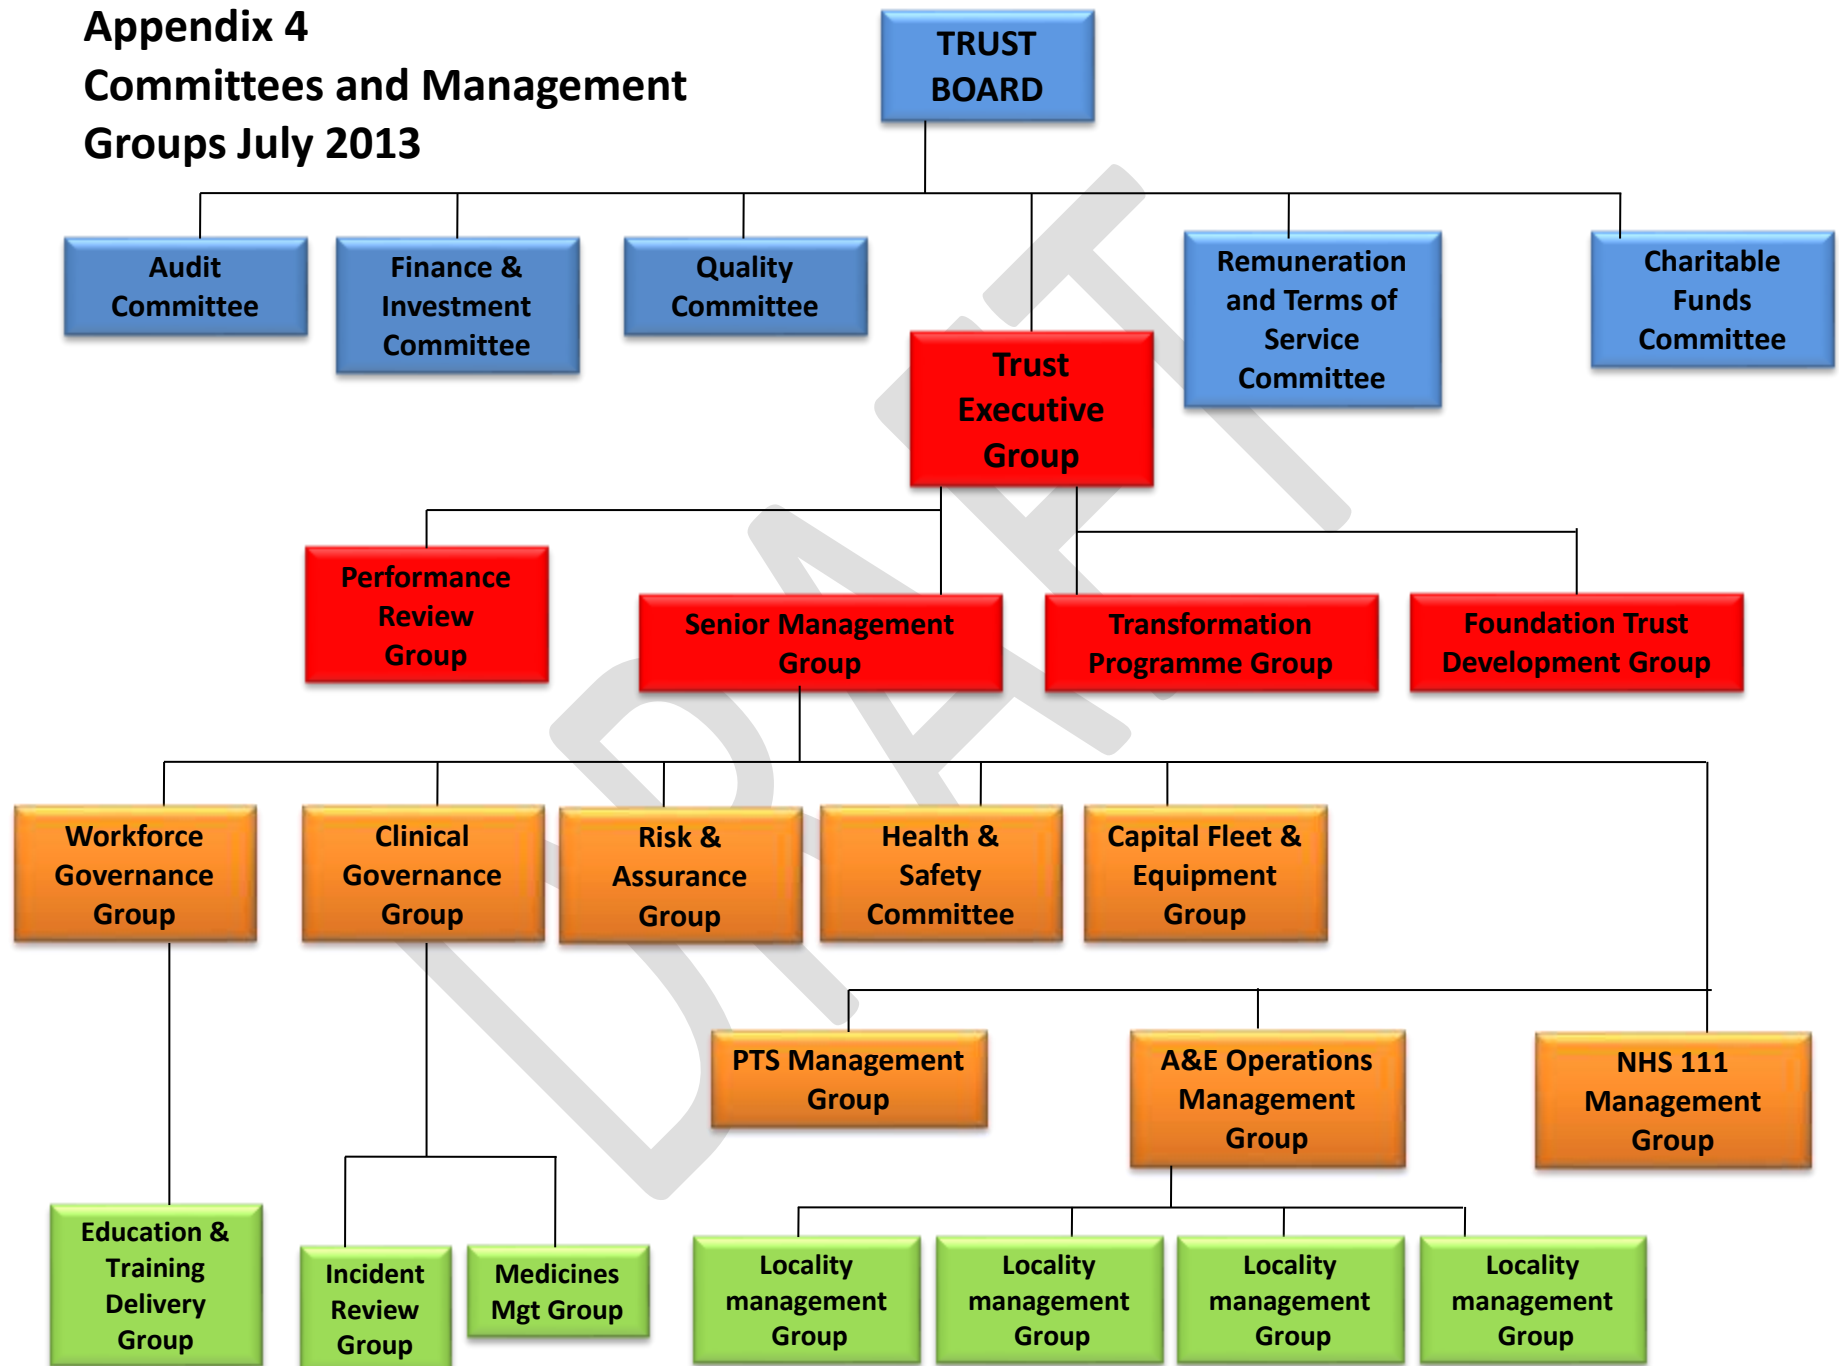 Appendix 4
Committees and Management
Groups July 2013
TRUST
BOARD
Audit
Committee
Finance &
Investment
Committee
Quality
Committee
Trust
Executive
Group
Remuneration
and Terms of
Service
Committee
Charitable
Funds
Committee
Performance
Review
Group
Senior Management
Group
Transformation
Programme Group
Foundation Trust
Development Group
Workforce
Governance
Group
Clinical
Governance
Group
Risk &
Assurance
Group
Health &
Safety
Committee
Capital Fleet &
Equipment
Group
PTS Management
Group
A&E Operations
Management
Group
NHS 111
Management
Group
Education &
Training
Delivery
Group
Incident
Review
Group
Medicines
Mgt Group
Locality
management
Group
Locality
management
Group
Locality
management
Group
Locality
management
Group
DRAFT